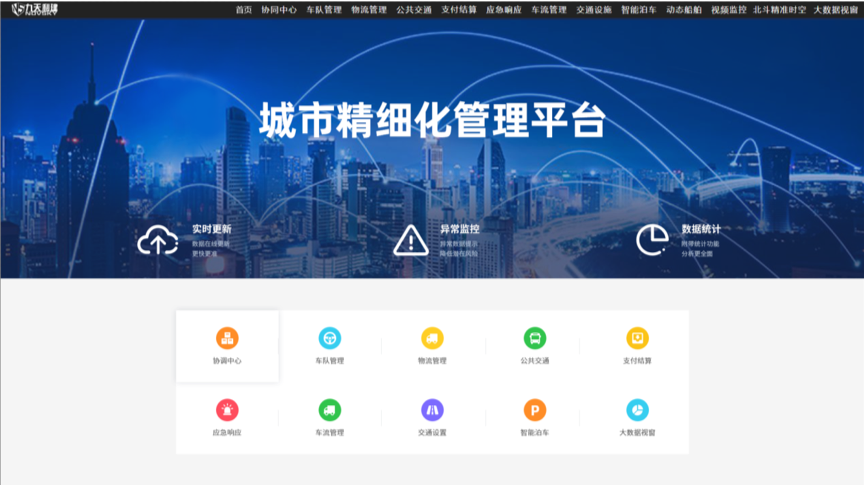 九天利建
NOVSKY
首页 协同中心 车队管理 物流管理 公共交通 支付结算 应急响应 车流管理 交通设施 智能泊车 动态船舶 视频监控 北斗精准时空 大数据视窗
城市精细化管理平台
实时更新
数据在线更新
更快更准
异常监控
异常数据提示
降低潜在风险
数据统计
附带统计功能
分析更全面
协调中心 车队管理 物流管理 公共交通 支付结算
应急响应 车流管理 交通设置 智能泊车 大数据视窗